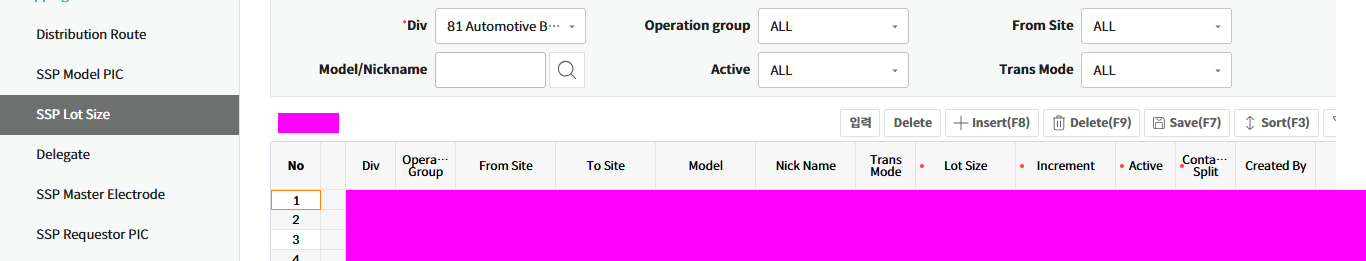 Distribution Route
SSP Model PIC
SSP Lot Size
Delegate
SSP Master Electrode
SSP Requestor PIC
*Div 81 Automotive B··· Operation group ALL From Site ALL
Model/Nickname Active ALL Trans Mode ALL
입력 Delete Insert(F8) Delete(F9) Save(F7) Sort(F3)
No Div Opera··· Group From Site To Site Model Nick Name Trans Mode Lot Size Increment Active Conta··· Split Created By
1
2
3
4